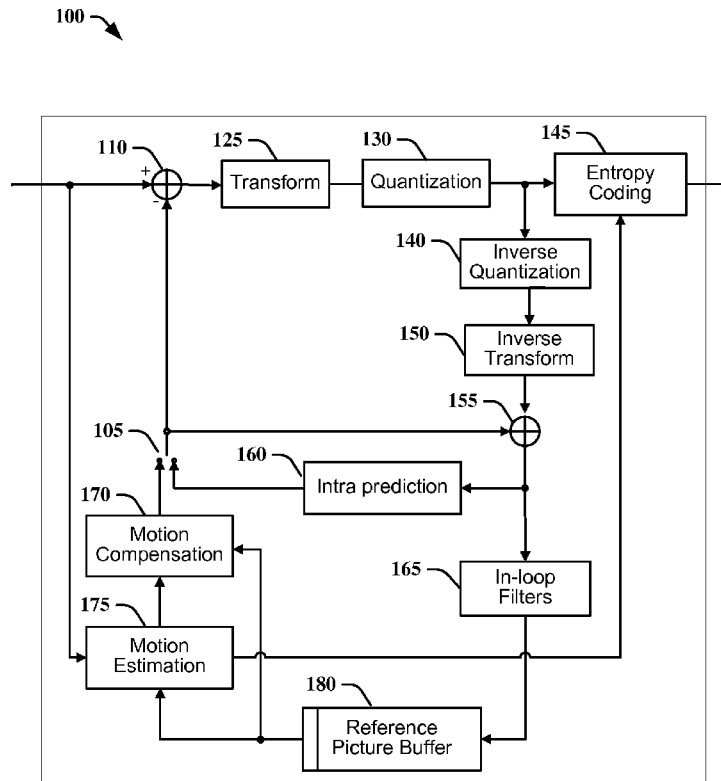 100
110
125
130
145
+
-
Transform
Quantization
Entropy
Coding
140
Inverse
Quantization
150
Inverse
Transform
155
105
160
Intra prediction
170
Motion
Compensation
165
In-loop
Filters
175
Motion
Estimation
180
Reference
Picture Buffer